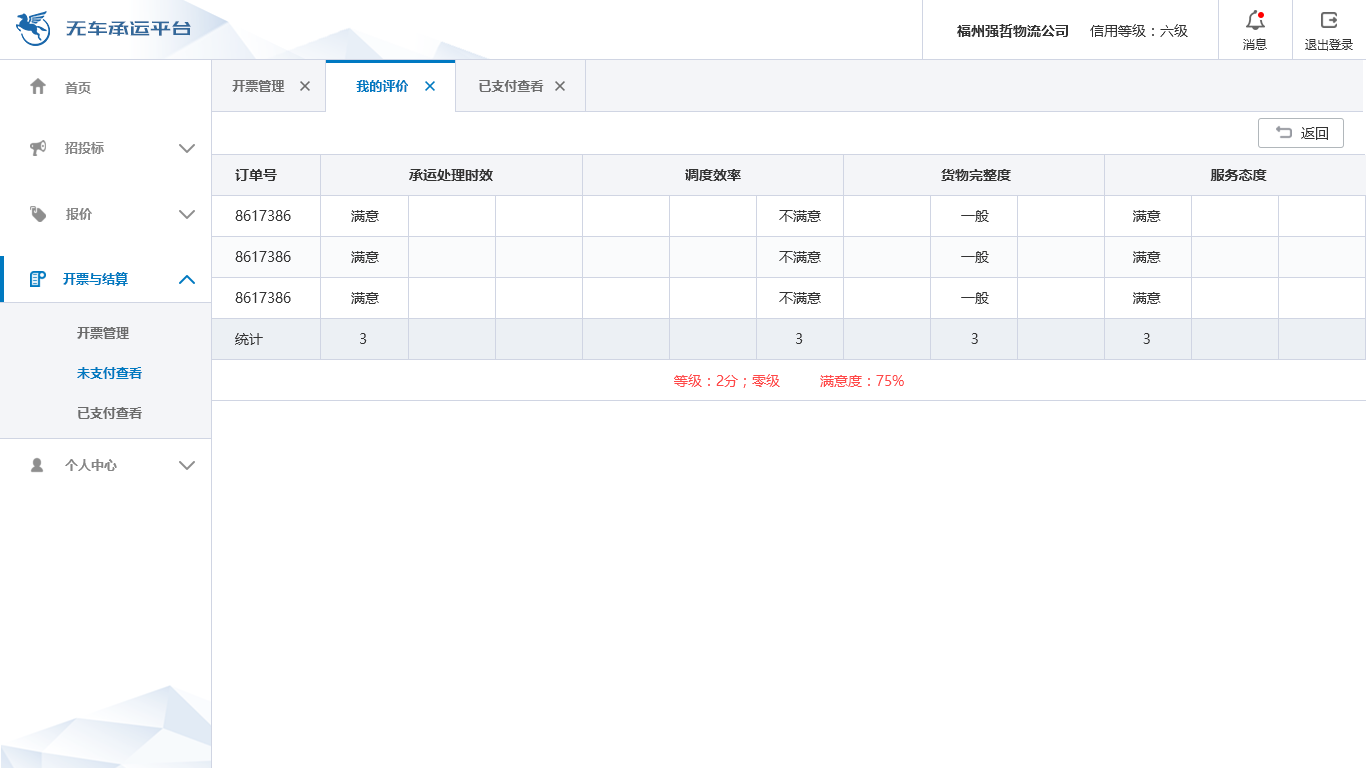 无车承运平台
福州强哲物流公司 信用等级：六级
消息
退出登录
首页
招投标
报价
开票与结算
开票管理
未支付查看
已支付查看
个人中心
开票管理 我的评价 已支付查看
返回
订单号 承运处理时效 调度效率 货物完整度 服务态度
8617386 满意 不满意 一般 满意
8617386 满意 不满意 一般 满意
8617386 满意 不满意 一般 满意
统计 3 3 3 3
等级：2分；零级 满意度：75%